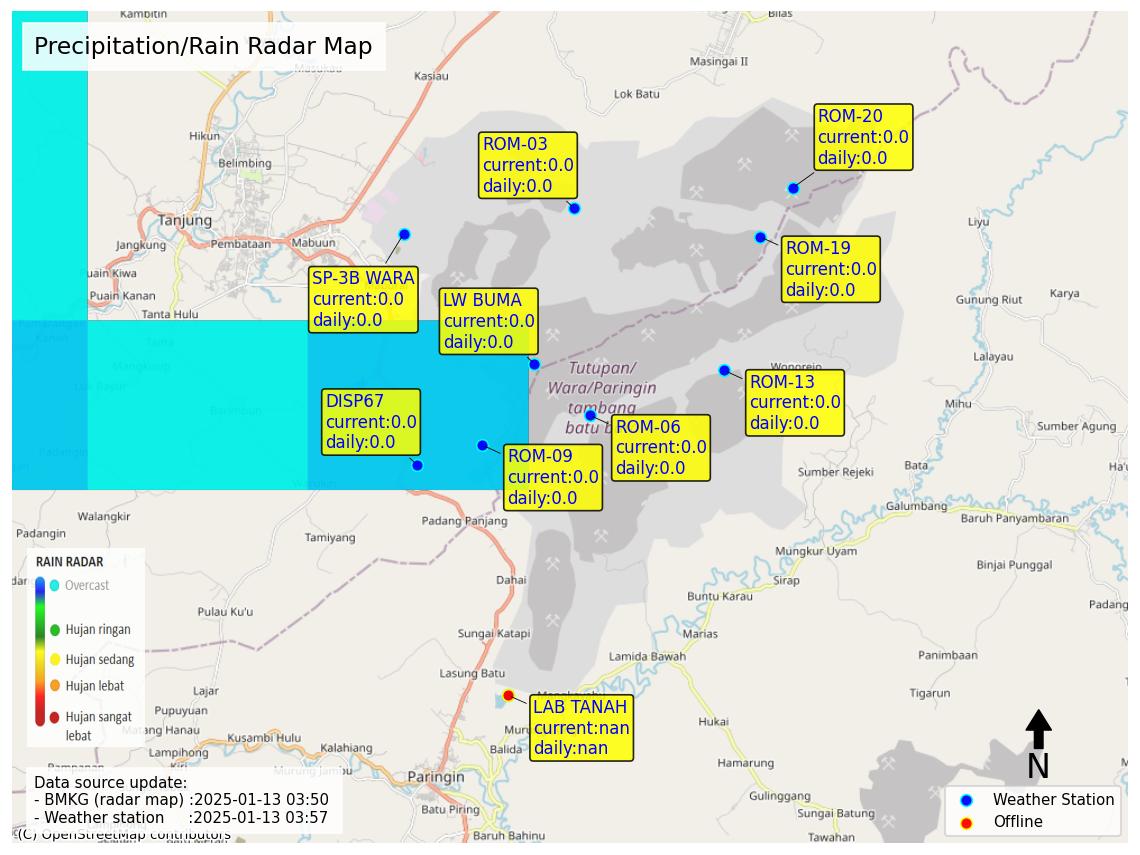 Kambitin
Bilas
Precipitation/Rain Radar Map
Masukau
Kasiau
Masingai II
Lok Batu
ROM-20
current:0.0
daily:0.0
ROM-03
current:0.0
daily:0.0
Hikun
Belimbing
Tanjung
Liyu
Jangkung
Pembataan
Mabuun
ROM-19
current:0.0
daily:0.0
Puain Kiwa
Puain Kanan
Tanta Hulu
SP-3B WARA
current:0.0
daily:0.0
LW BUMA
current:0.0
daily:0.0
Karya
Gunung Riut
Kanan
Tutupan/
Wara/Paringin
tambang
batu b
Wonorejo
Lalayau
ROM-13
current:0.0
daily:0.0
DISP67
current:0.0
daily:0.0
Mihu
ROM-06
current:0.0
daily:0.0
Sumber Agung
ROM-09
current:0.0
daily:0.0
Sumber Rejeki
Bata
Galumbang
Walangkir
Padangin
Tamiyang
Padang Panjang
Baruh Panyambaran
Mungkur Uyam
Binjai Punggal
RAIN RADAR
Overcast
Hujan ringan
Hujan sedang
Hujan lebat
Hujan sangat
lebat
Dahai
Sirap
Buntu Karau
Padang
Pulau Ku'u
Sungai Katapi
Marias
Lamida Bawah
Panimbaan
Lasung Batu
Lajar
Tigarun
Pupuyuan
LAB TANAH
current:nan
daily:nan
Matang Hanau
Kusambi Hulu
Hukai
Lampihong
Kalahiang
Balida
Hamarung
N
Murung Jambu
Paringin
Data source update:
- BMKG (radar map) :2025-01-13 03:50
- Weather station :2025-01-13 03:57
Gulinggang
Weather Station
Offline
Batu Piring
Sungai Batung
(C) OpenStreetMap contributors
Baruh Bahinu
Tawahan